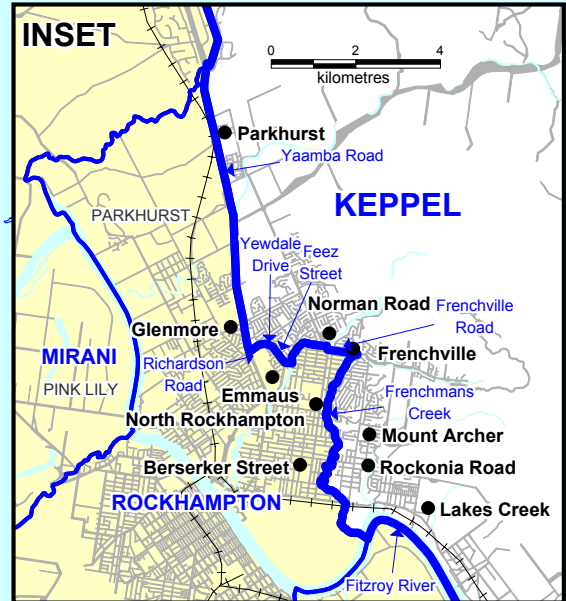 INSET
0 2 4
kilometres
Parkhurst
Yaamba Road
KEPPEL
PARKHURST
Yewdale
Drive
Feez
Street
Norman Road
Frenchville
Road
Glenmore
Frenchville
MIRANI
Richardson
Road
PINK LILY
Emmaus
Frenchmans
Creek
North Rockhampton
Mount Archer
Berserker Street
Rockonia Road
ROCKHAMPTON
Lakes Creek
Fitzroy River